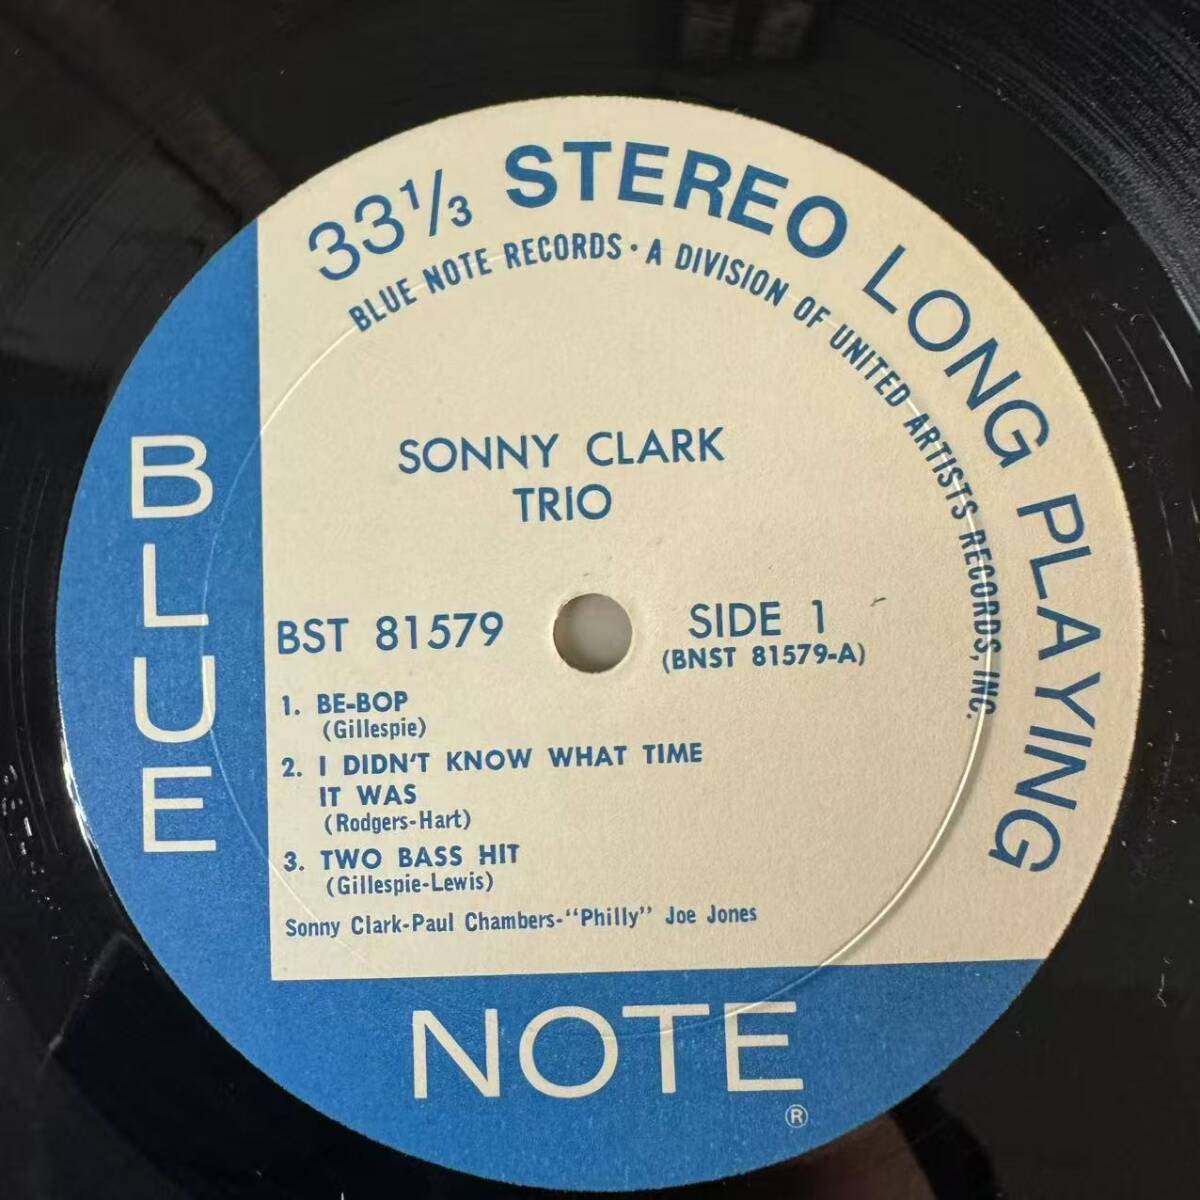 33⅓ STEREO LONG PLAYING
BLUE NOTE RECORDS · A DIVISION OF UNITED ARTISTS RECORDS, INC.
SONNY CLARK
TRIO
BST 81579
SIDE 1
(BNST 81579-A)
1. BE-BOP
(Gillespie)
2. I DIDN'T KNOW WHAT TIME
IT WAS
(Rodgers-Hart)
3. TWO BASS HIT
(Gillespie-Lewis)
Sonny Clark-Paul Chambers-"Philly" Joe Jones
BLUE
NOTE
®